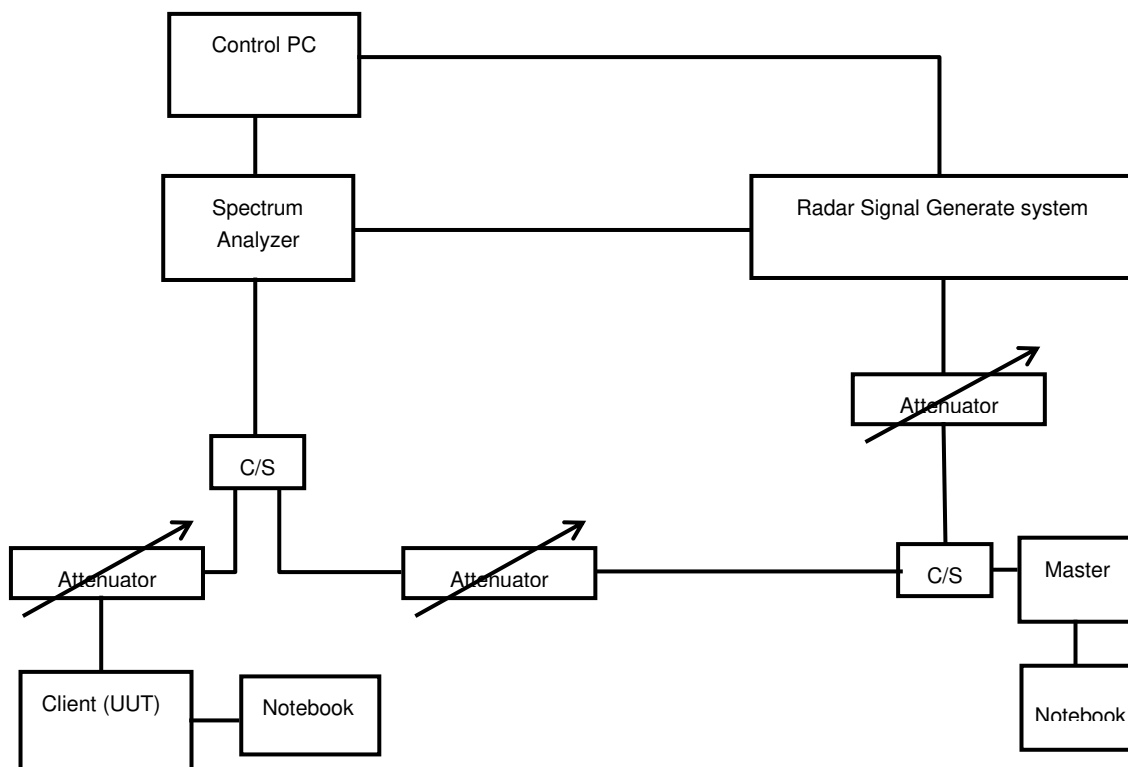 Control PC
Spectrum
Analyzer
Radar Signal Generate system
Attenuator
C/S
Attenuator
Attenuator
C/S
Master
Client (UUT)
Notebook
Notebook